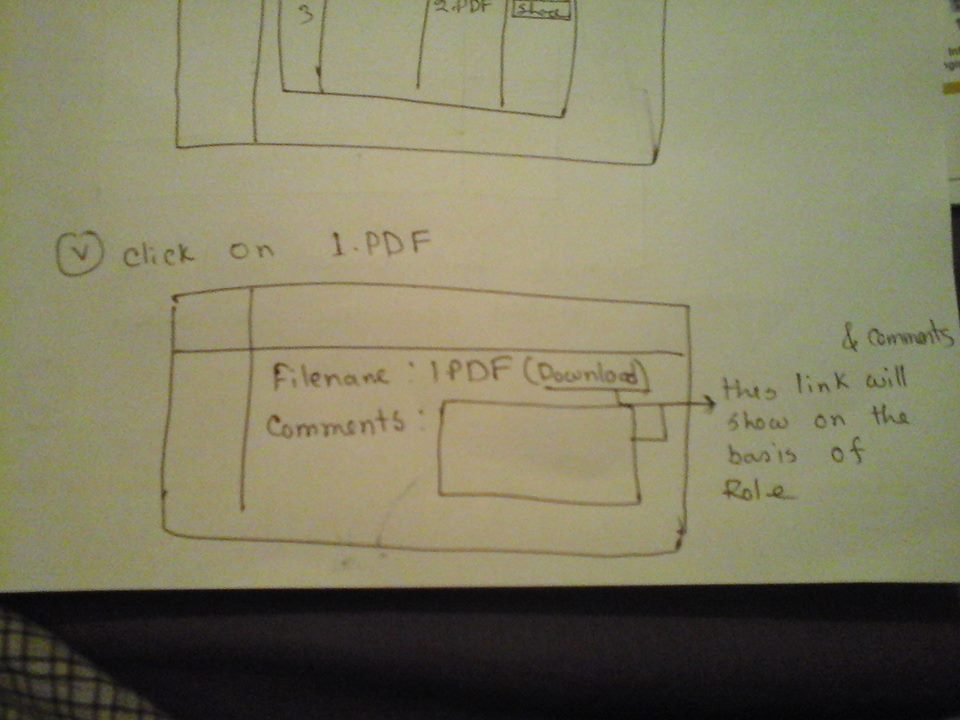 3 2.PDF Show
V click on 1.PDF
& Comments
Filename : 1PDF (Download)
this link will
Comments :
show on the
basis of
Role